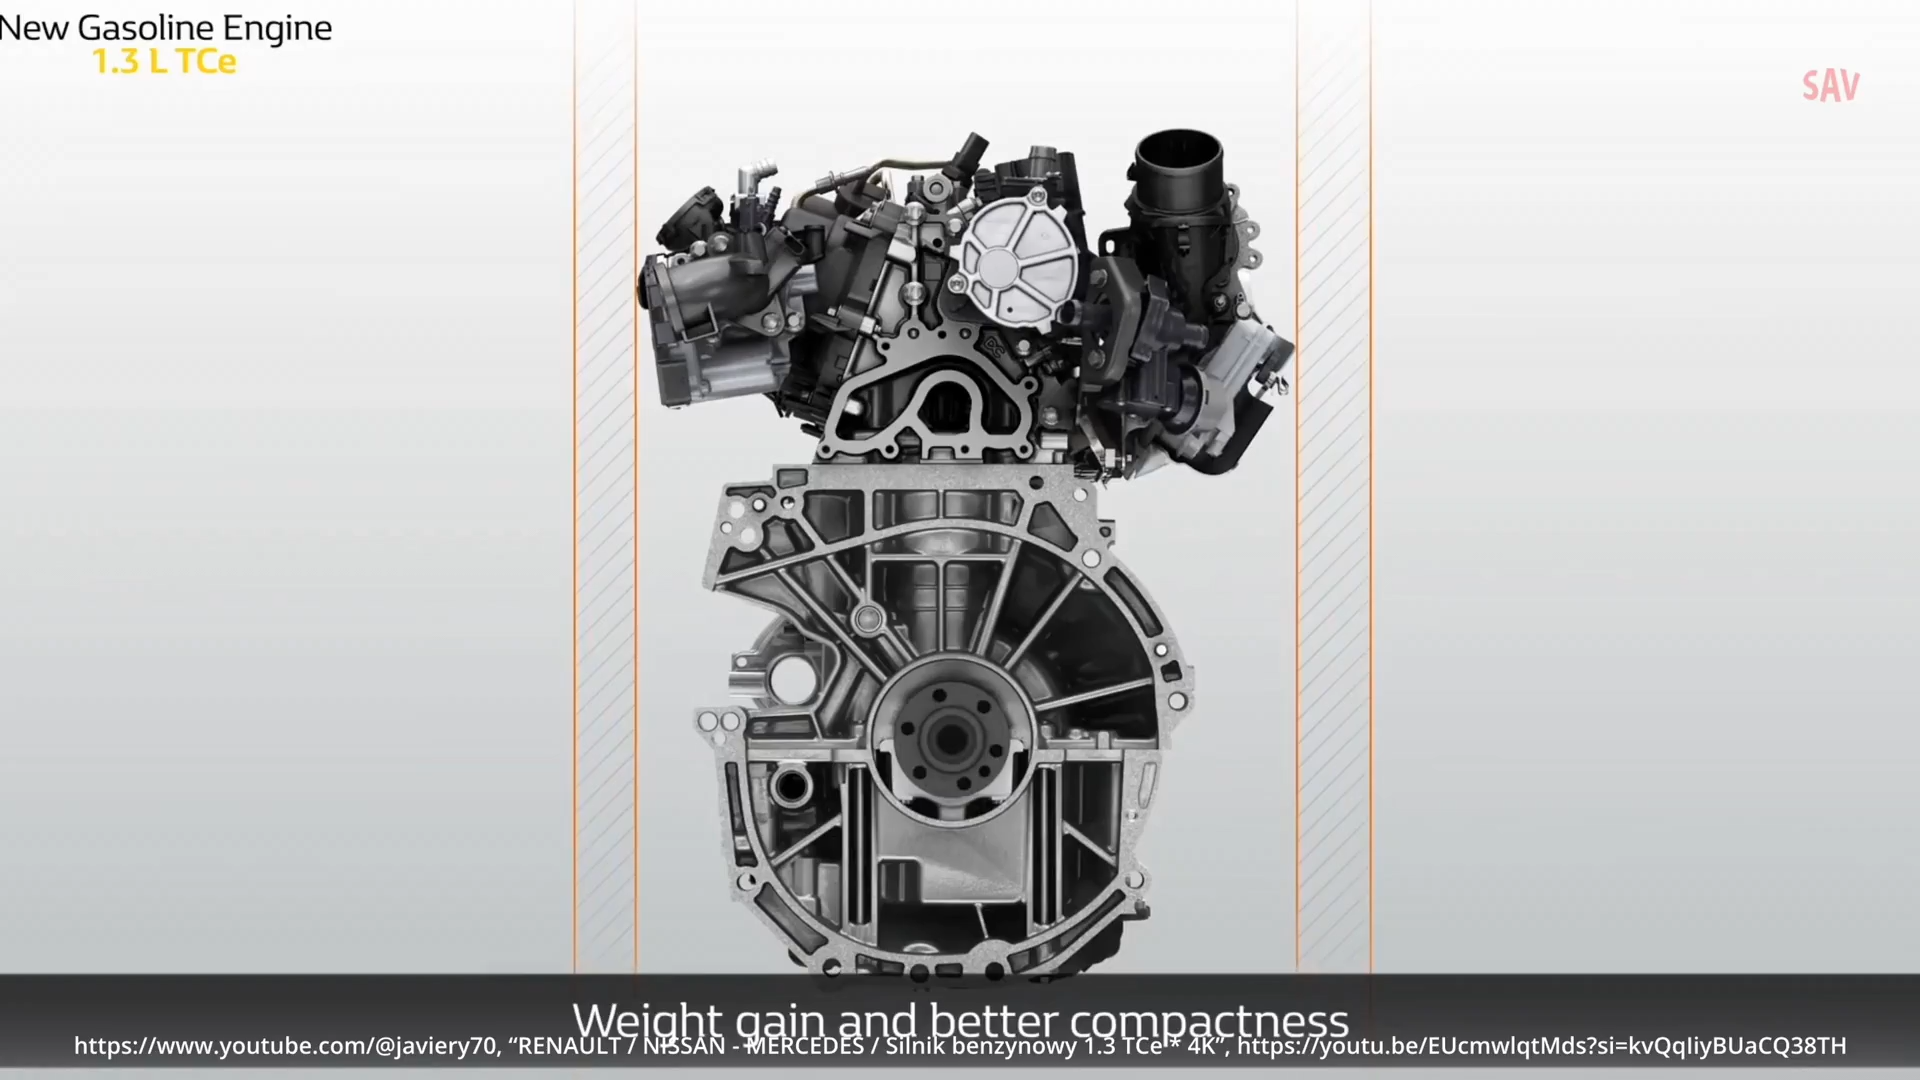 New Gasoline Engine
1.3 L TCe
SAV
Weight gain and better compactness
https://www.youtube.com/@javiery70, “RENAULT / NISSAN - MERCEDES / Silnik benzynowy 1.3 TCe * 4K”, https://youtu.be/EUcmwlqtMds?si=kvQqIiyBUaCQ38TH